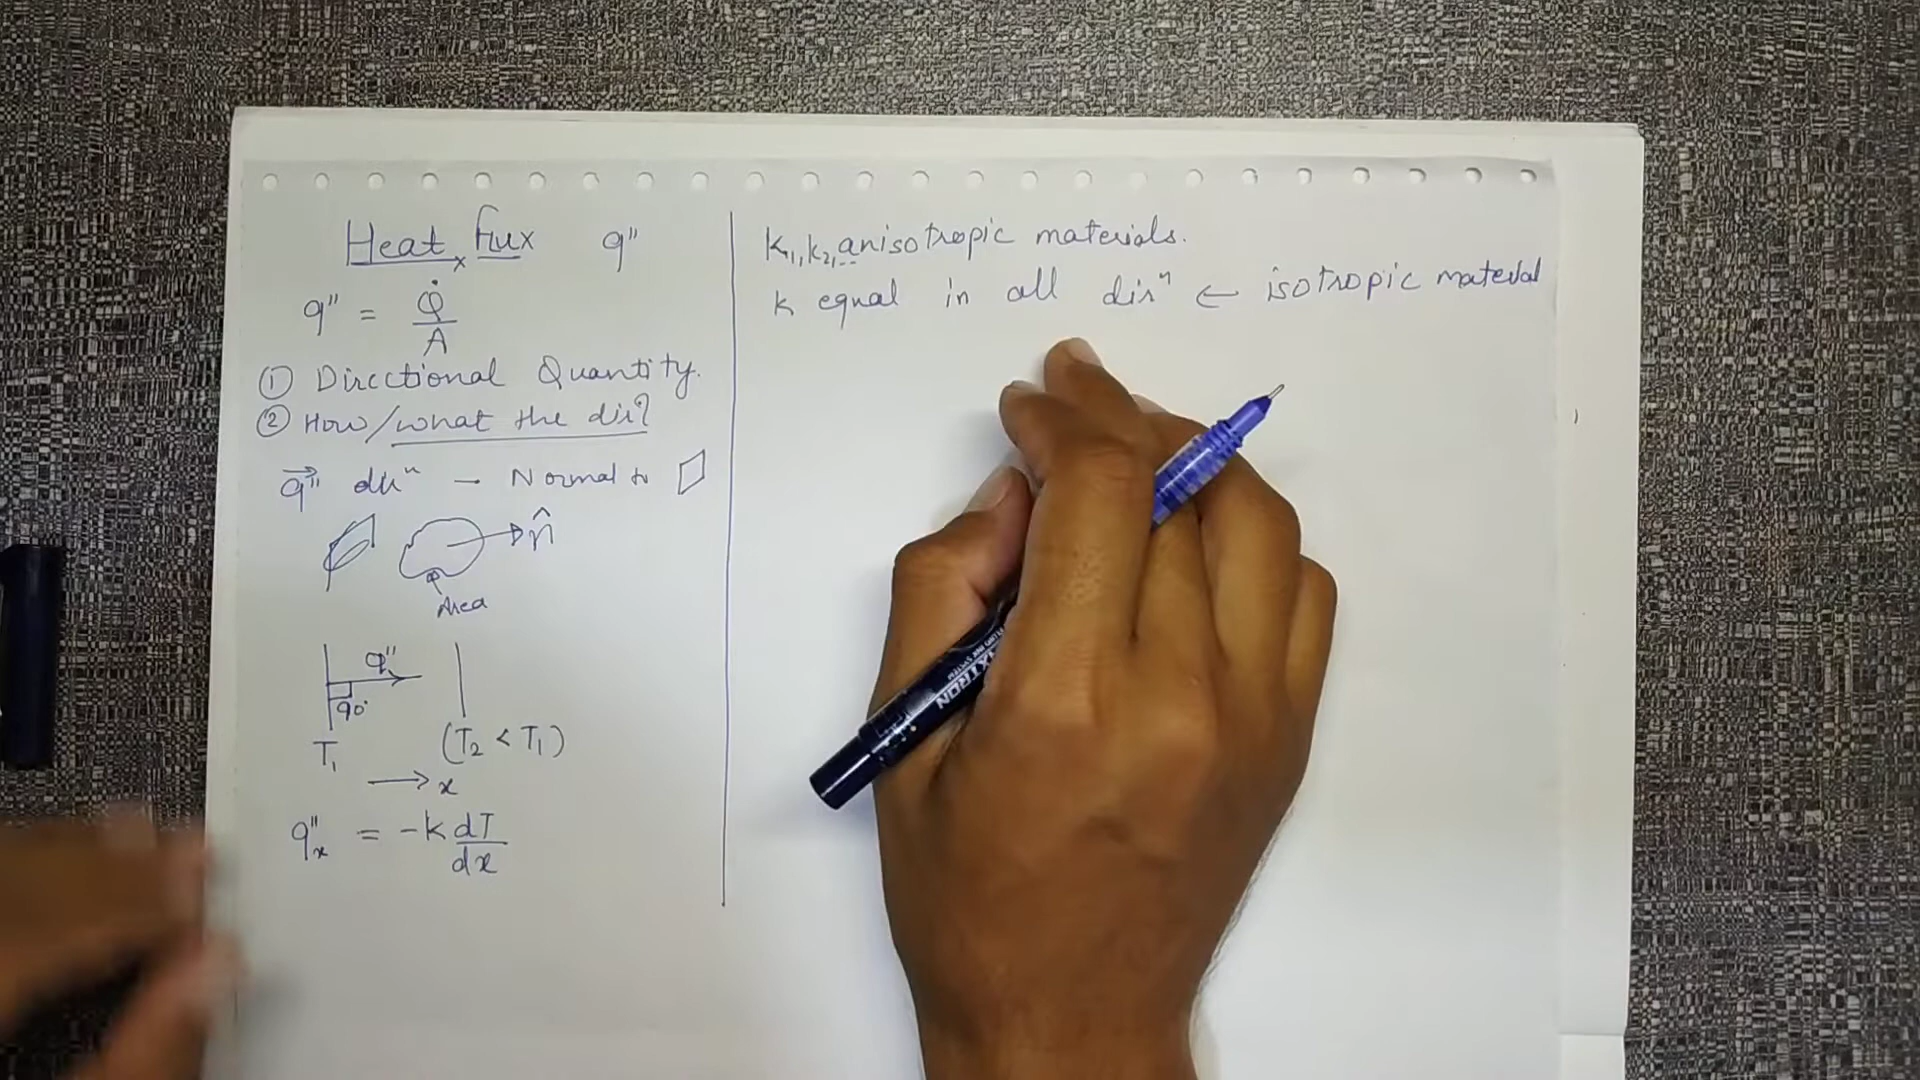 Heat flux q"
q" = Q̇/A
① Directional Quantity.
② How/what the dir?
q⃗" dirⁿ - Normal to
n̂
Area
q"
90°
T₁ (T₂ < T₁)
→ x
q"ₓ = -k dT/dx
k₁, k₂, anisotropic materials.
k equal in all dirⁿ ← isotropic material